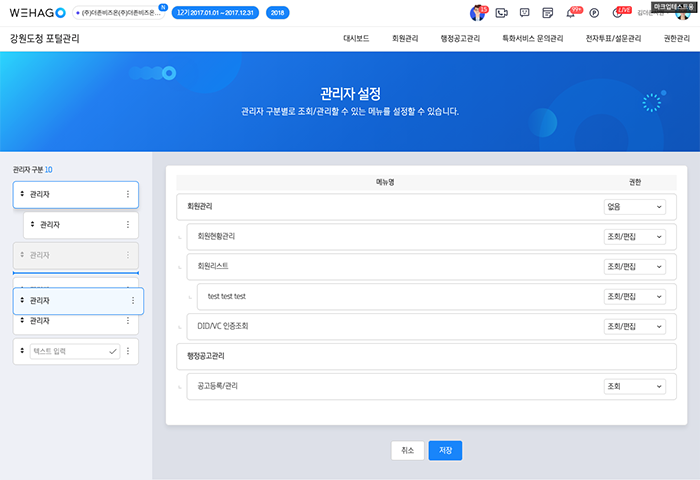 WEHAGO
(주)더존비즈온(주)더존비즈온...
N
12기 2017.01.01 ~ 2017.12.31
2018
15
99+
LIVE
마크업테스트용
강원도청 포털관리
대시보드
회원관리
행정공고관리
특화서비스 문의관리
전자투표/설문관리
권한관리
관리자 설정
관리자 구분별로 조회/관리할 수 있는 메뉴를 설정할 수 있습니다.
관리자 구분 10
관리자
관리자
관리자
관리자
관리자
텍스트 입력
메뉴명
권한
회원관리
없음
회원현황관리
조회/편집
회원리스트
조회/편집
test test test
조회/편집
DID/VC 인증조회
조회/편집
행정공고관리
공고등록/관리
조회
취소
저장